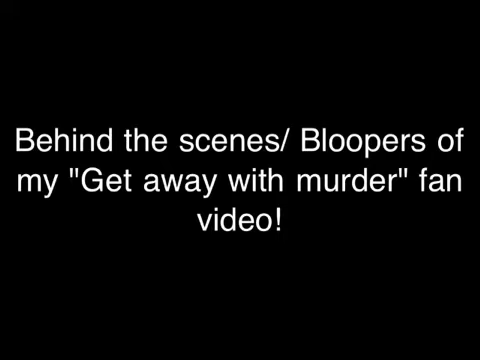 Behind the scenes/ Bloopers of
my "Get away with murder" fan
video!